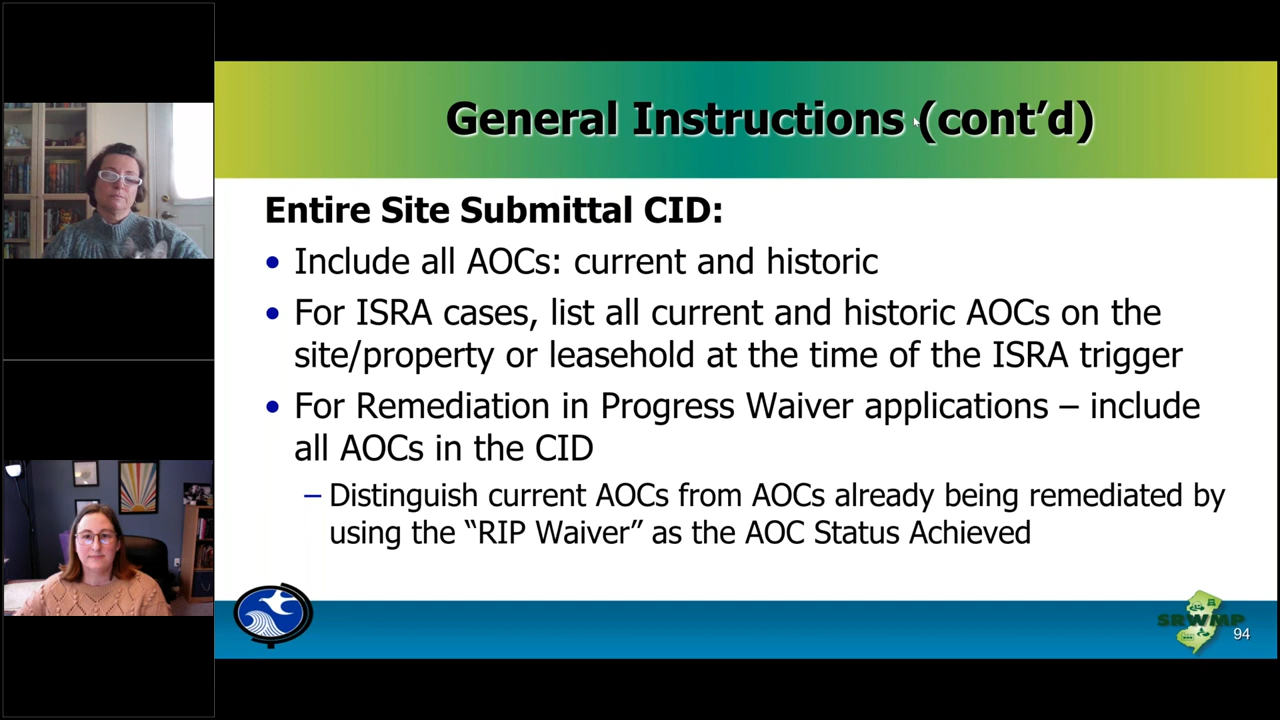 General Instructions (cont’d)
Entire Site Submittal CID:
• Include all AOCs: current and historic
• For ISRA cases, list all current and historic AOCs on the
site/property or leasehold at the time of the ISRA trigger
• For Remediation in Progress Waiver applications – include
all AOCs in the CID
– Distinguish current AOCs from AOCs already being remediated by
using the “RIP Waiver” as the AOC Status Achieved
SRWMP
94